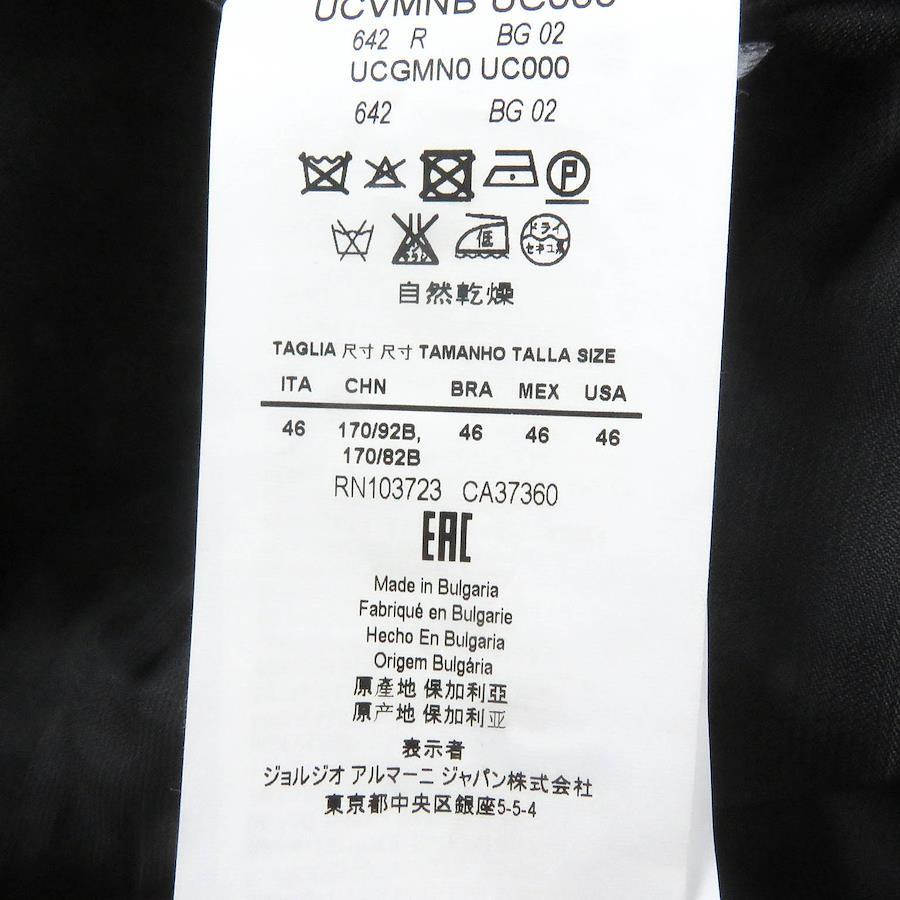 UCVMNB UC000
642 R BG 02
UCGMN0 UC000
642 BG 02
P
低 ドライ セキユ系
自然乾燥
TAGLIA 尺寸 尺寸 TAMANHO TALLA SIZE
ITA CHN BRA MEX USA
46 170/92B, 46 46 46
170/82B
RN103723 CA37360
EAC
Made in Bulgaria
Fabriqué en Bulgarie
Hecho En Bulgaria
Origem Bulgária
原產地 保加利亞
原产地 保加利亚
表示者
ジョルジオ アルマーニ ジャパン株式会社
東京都中央区銀座5-5-4